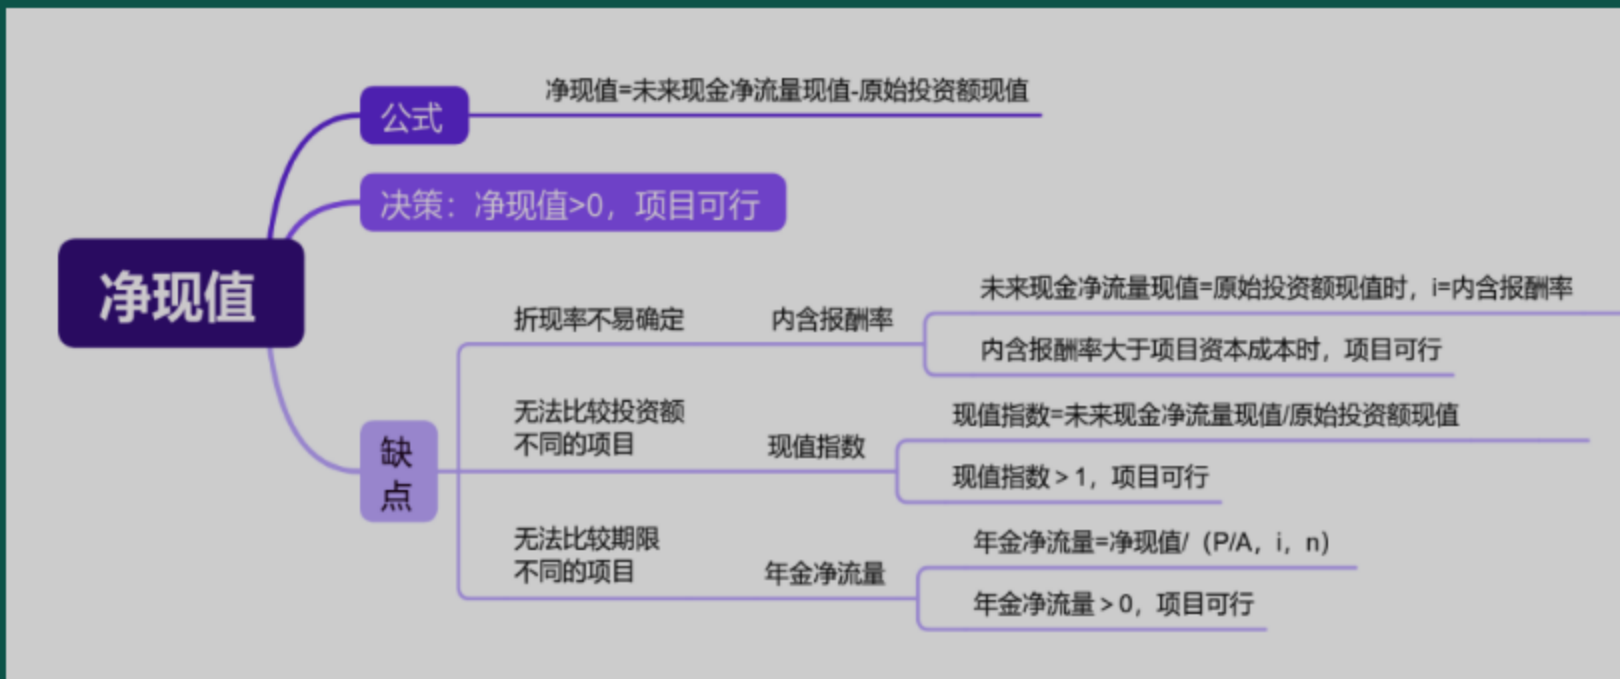 净现值
公式
净现值=未来现金净流量现值-原始投资额现值
决策：净现值>0，项目可行
缺
点
折现率不易确定
内含报酬率
未来现金净流量现值=原始投资额现值时，i=内含报酬率
内含报酬率大于项目资本成本时，项目可行
无法比较投资额
不同的项目
现值指数
现值指数=未来现金净流量现值/原始投资额现值
现值指数＞1，项目可行
无法比较期限
不同的项目
年金净流量
年金净流量=净现值/（P/A，i，n）
年金净流量＞0，项目可行